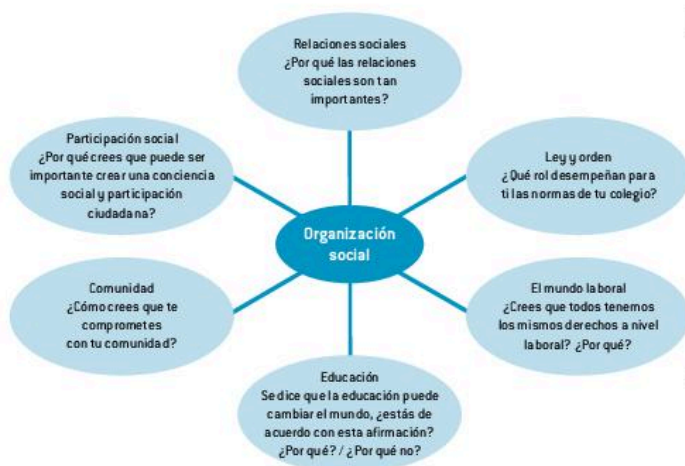 Relaciones sociales
¿Por qué las relaciones
sociales son tan
importantes?
Participación social
¿Por qué crees que puede ser
importante crear una conciencia
social y participación
ciudadana?
Ley y orden
¿Qué rol desempeñan para
ti las normas de tu colegio?
Organización
social
Comunidad
¿Cómo crees que te
comprometes
con tu comunidad?
El mundo laboral
¿Crees que todos tenemos
los mismos derechos a nivel
laboral? ¿Por qué?
Educación
Se dice que la educación puede
cambiar el mundo, ¿estás de
acuerdo con esta afirmación?
¿Por qué? / ¿Por qué no?